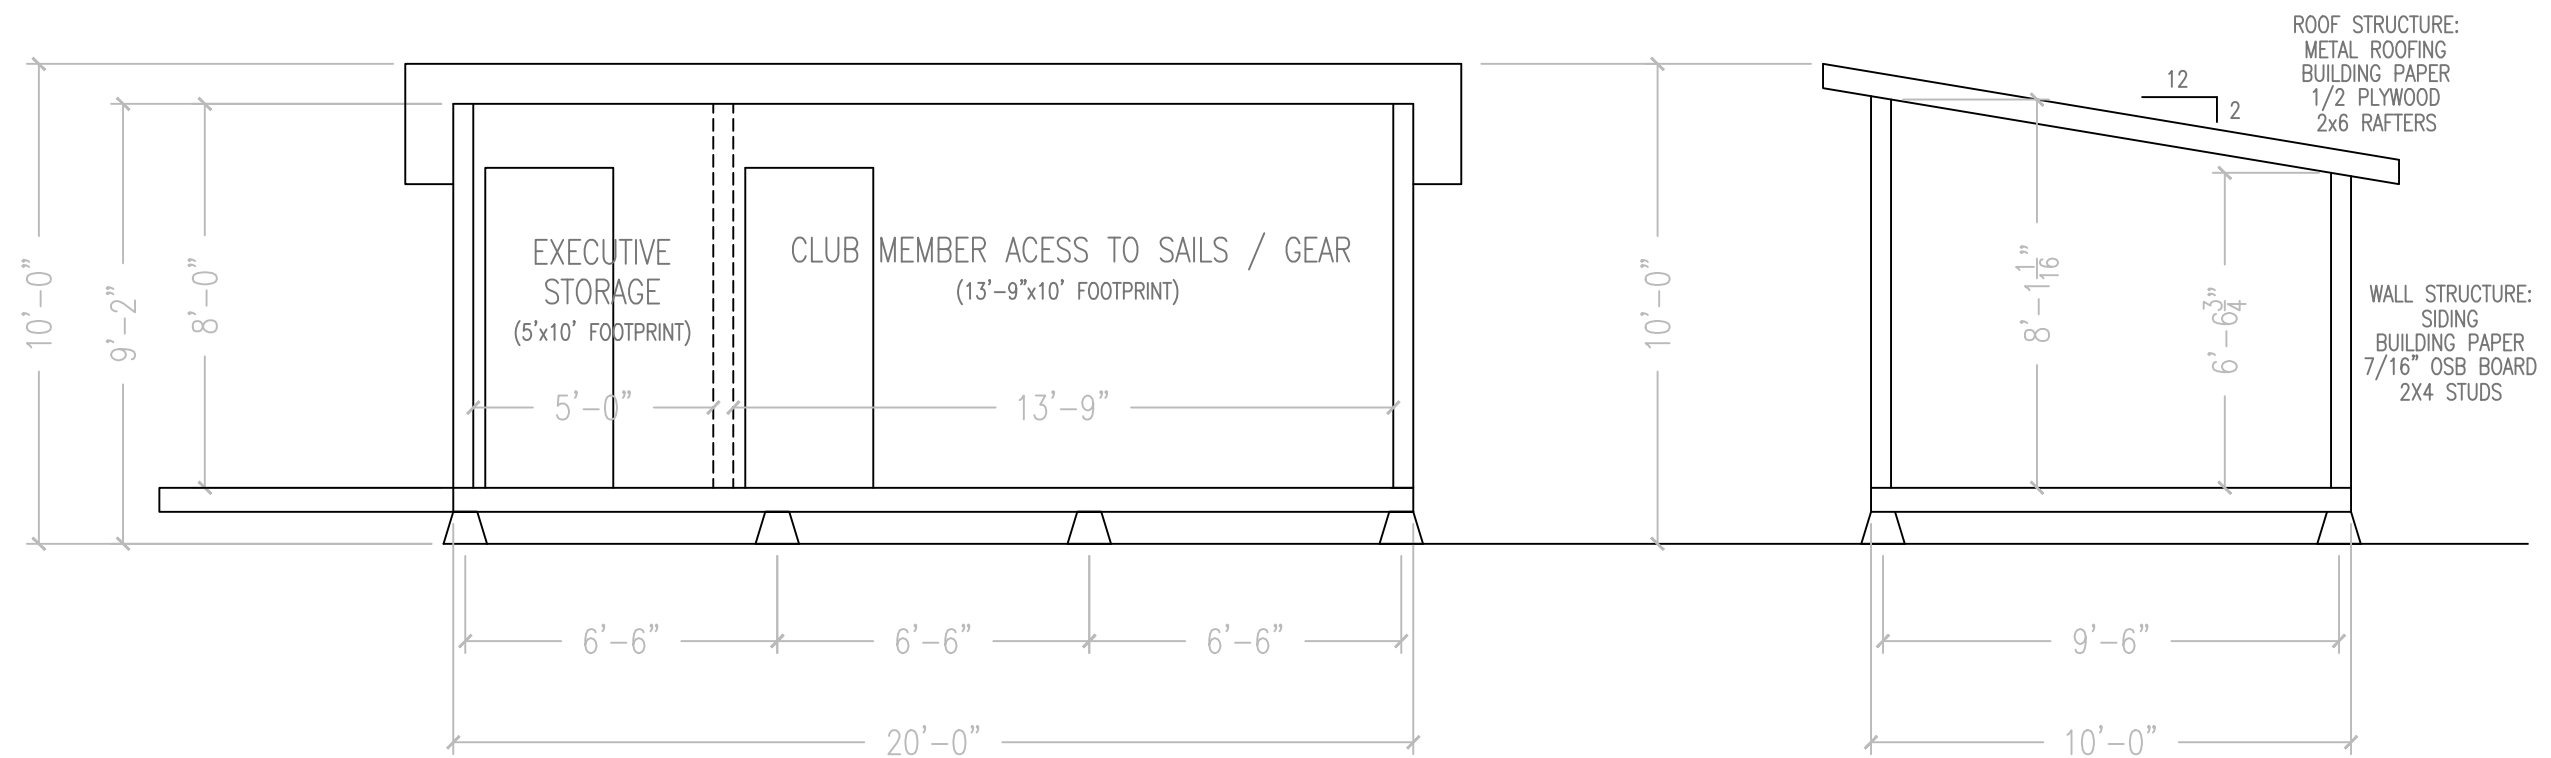 ROOF STRUCTURE:
METAL ROOFING
BUILDING PAPER
1/2 PLYWOOD
2x6 RAFTERS
12
2
10'-0"
9'-2"
8'-0"
EXECUTIVE
STORAGE
(5'x10' FOOTPRINT)
CLUB MEMBER ACESS TO SAILS / GEAR
(13'-9"x10' FOOTPRINT)
5'-0"
13'-9"
10'-0"
8'-1 1/16"
6'-6 3/4"
WALL STRUCTURE:
SIDING
BUILDING PAPER
7/16" OSB BOARD
2X4 STUDS
6'-6"
6'-6"
6'-6"
9'-6"
20'-0"
10'-0"